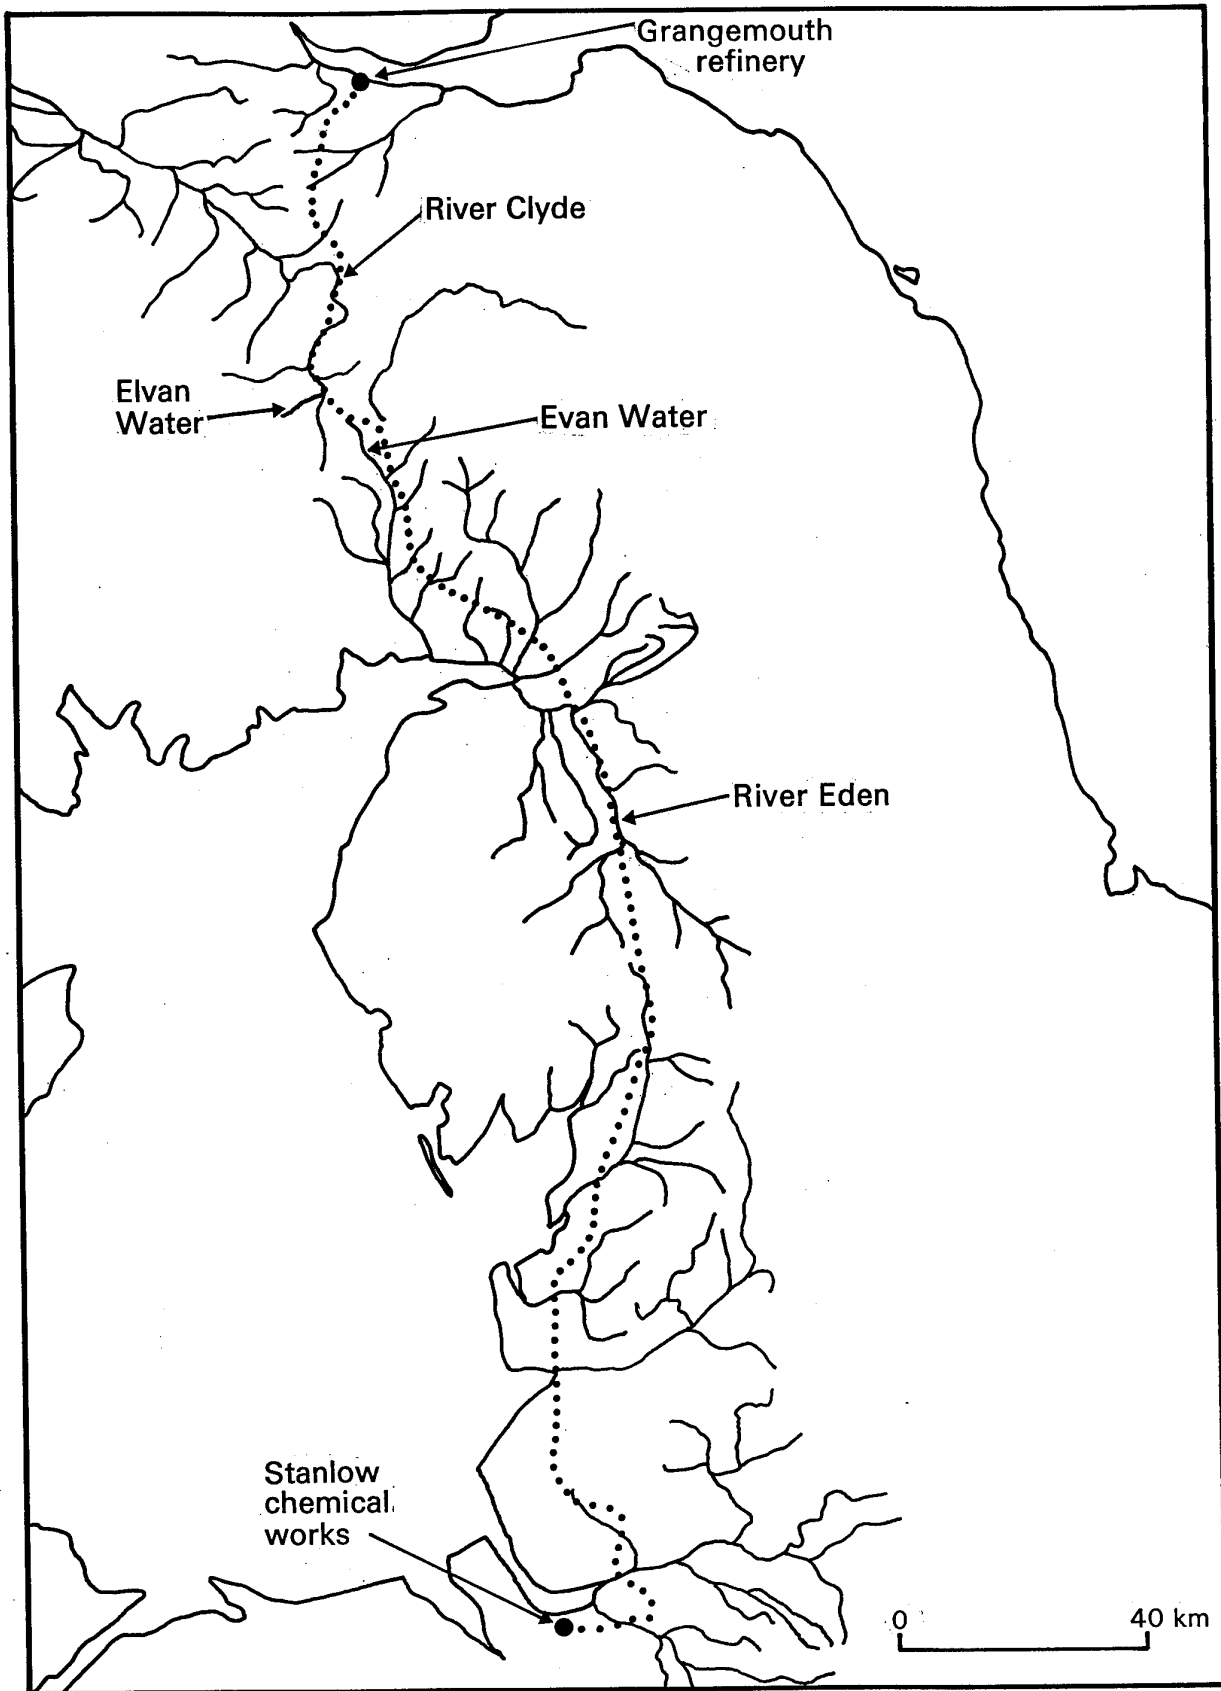 Grangemouth
refinery
River Clyde
Elvan
Water
Evan Water
River Eden
Stanlow
chemical
works
0
40 km